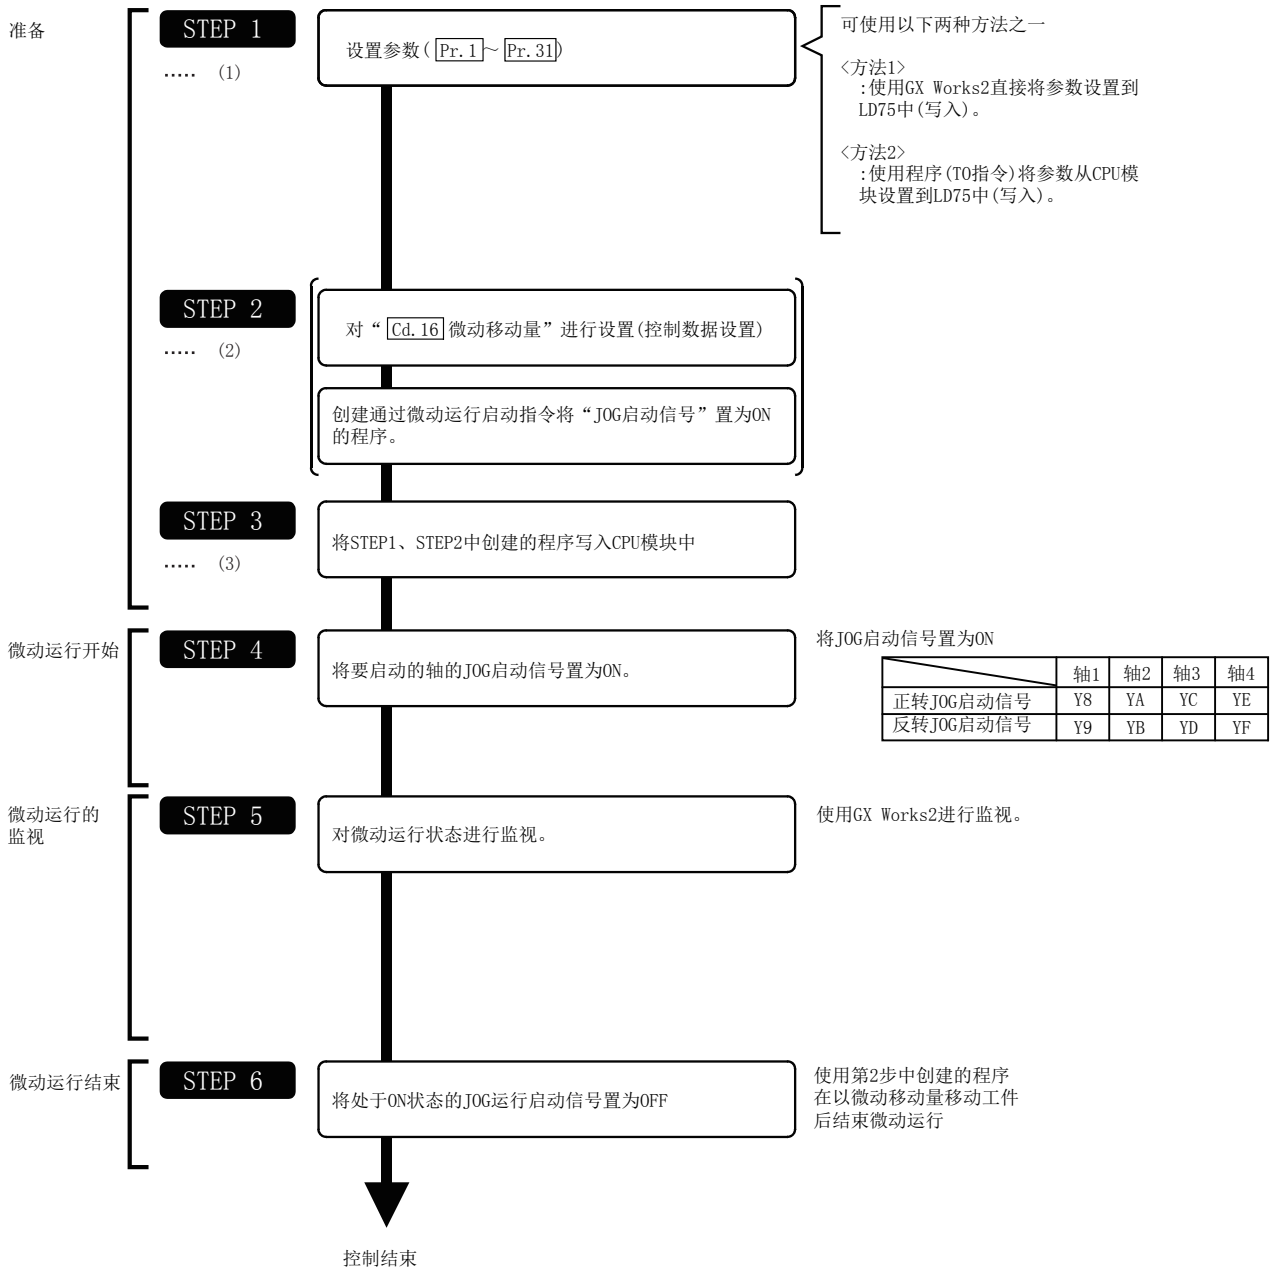 准备
STEP 1
..... (1)
设置参数( Pr.1 ～ Pr.31)
可使用以下两种方法之一
<方法1>
:使用GX Works2直接将参数设置到
LD75中(写入)。
<方法2>
:使用程序(TO指令)将参数从CPU模
块设置到LD75中(写入)。
STEP 2
..... (2)
对“ Cd.16 微动移动量”进行设置(控制数据设置)
创建通过微动运行启动指令将“JOG启动信号”置为ON
的程序。
STEP 3
..... (3)
将STEP1、STEP2中创建的程序写入CPU模块中
微动运行开始
STEP 4
将要启动的轴的JOG启动信号置为ON。
将JOG启动信号置为ON
轴1 轴2 轴3 轴4
正转JOG启动信号 Y8 YA YC YE
反转JOG启动信号 Y9 YB YD YF
微动运行的
监视
STEP 5
对微动运行状态进行监视。
使用GX Works2进行监视。
微动运行结束
STEP 6
将处于ON状态的JOG运行启动信号置为OFF
使用第2步中创建的程序
在以微动移动量移动工件
后结束微动运行
控制结束